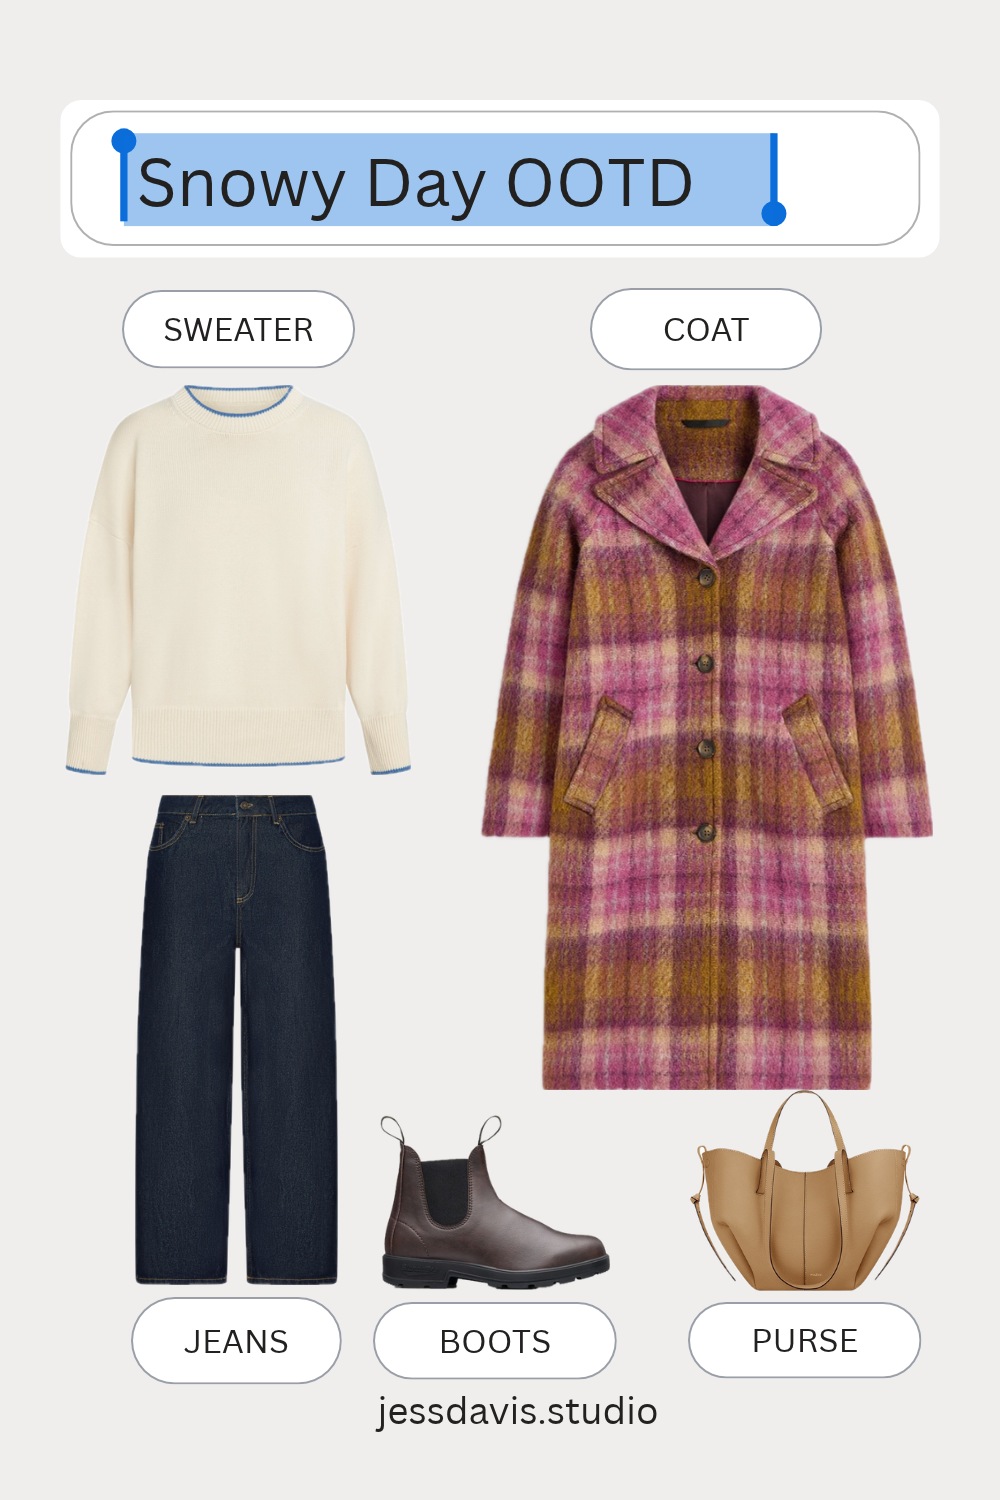 Snowy Day OOTD
SWEATER
COAT
JEANS
BOOTS
PURSE
jessdavis.studio